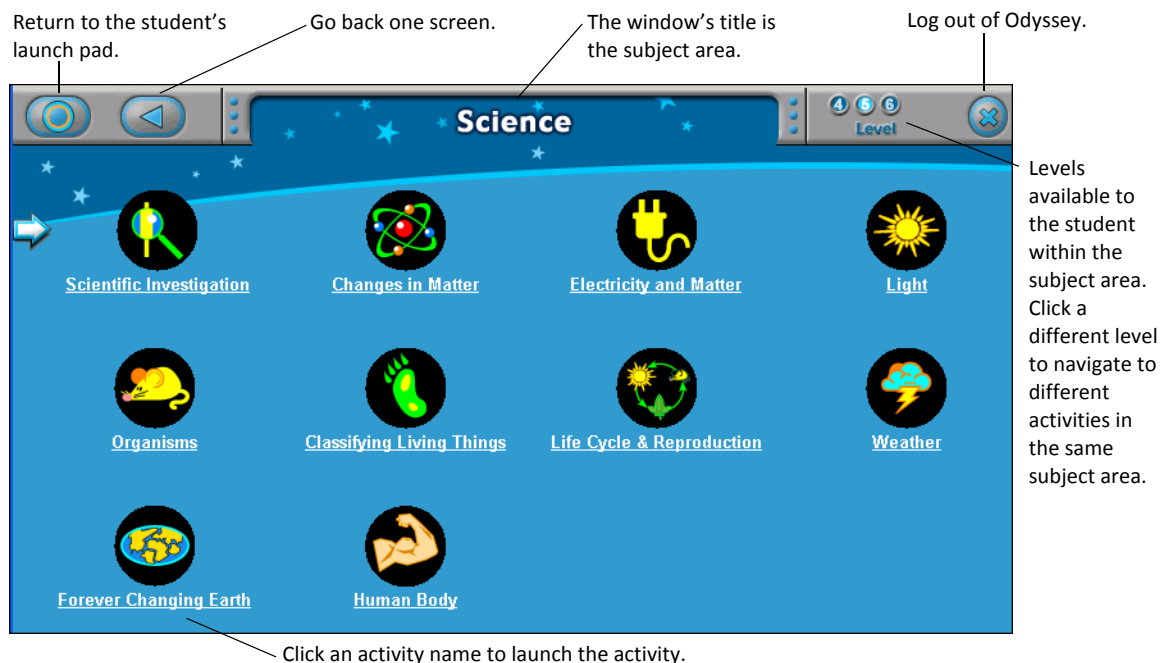 Return to the student’s
launch pad.
Go back one screen.
The window’s title is
the subject area.
Log out of Odyssey.
Science
4 5 6
Level
Levels
available to
the student
within the
subject area.
Click a
different level
to navigate to
different
activities in
the same
subject area.
Scientific Investigation
Changes in Matter
Electricity and Matter
Light
Organisms
Classifying Living Things
Life Cycle & Reproduction
Weather
Forever Changing Earth
Human Body
Click an activity name to launch the activity.